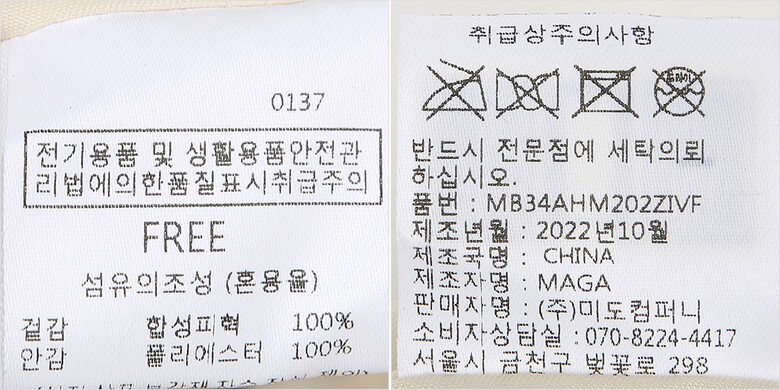 0137
전기용품 및 생활용품안전관
리법에의한품질표시취급주의
FREE
섬유의조성 (혼용율)
겉감 합성피혁 100%
안감 폴리에스터 100%
취급상주의사항
드라이
반드시 전문점에 세탁의뢰
하십시오.
품번 : MB34AHM202ZIVF
제조년월 : 2022년10월
제조국명 : CHINA
제조자명 : MAGA
판매자명 : (주)미도컴퍼니
소비자상담실 : 070-8224-4417
서울시 금천구 벚꽃로 298